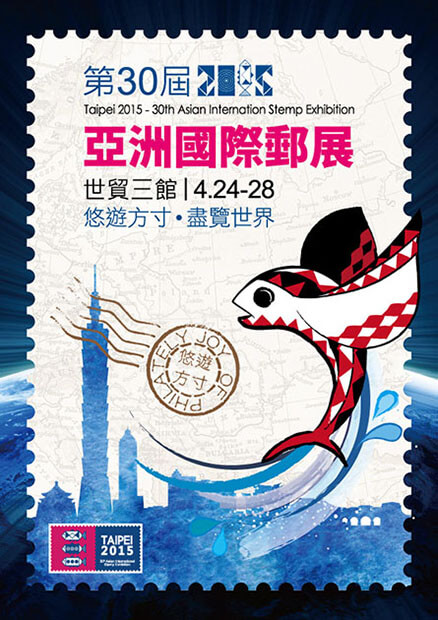 第30屆 2015
Taipei 2015 - 30th Asian Internation Stemp Exhibition
亞洲國際郵展
世貿三館 | 4.24-28
悠遊方寸•盡覽世界
PHILATELY JOY OF
悠遊
方寸
TAIPEI
2015